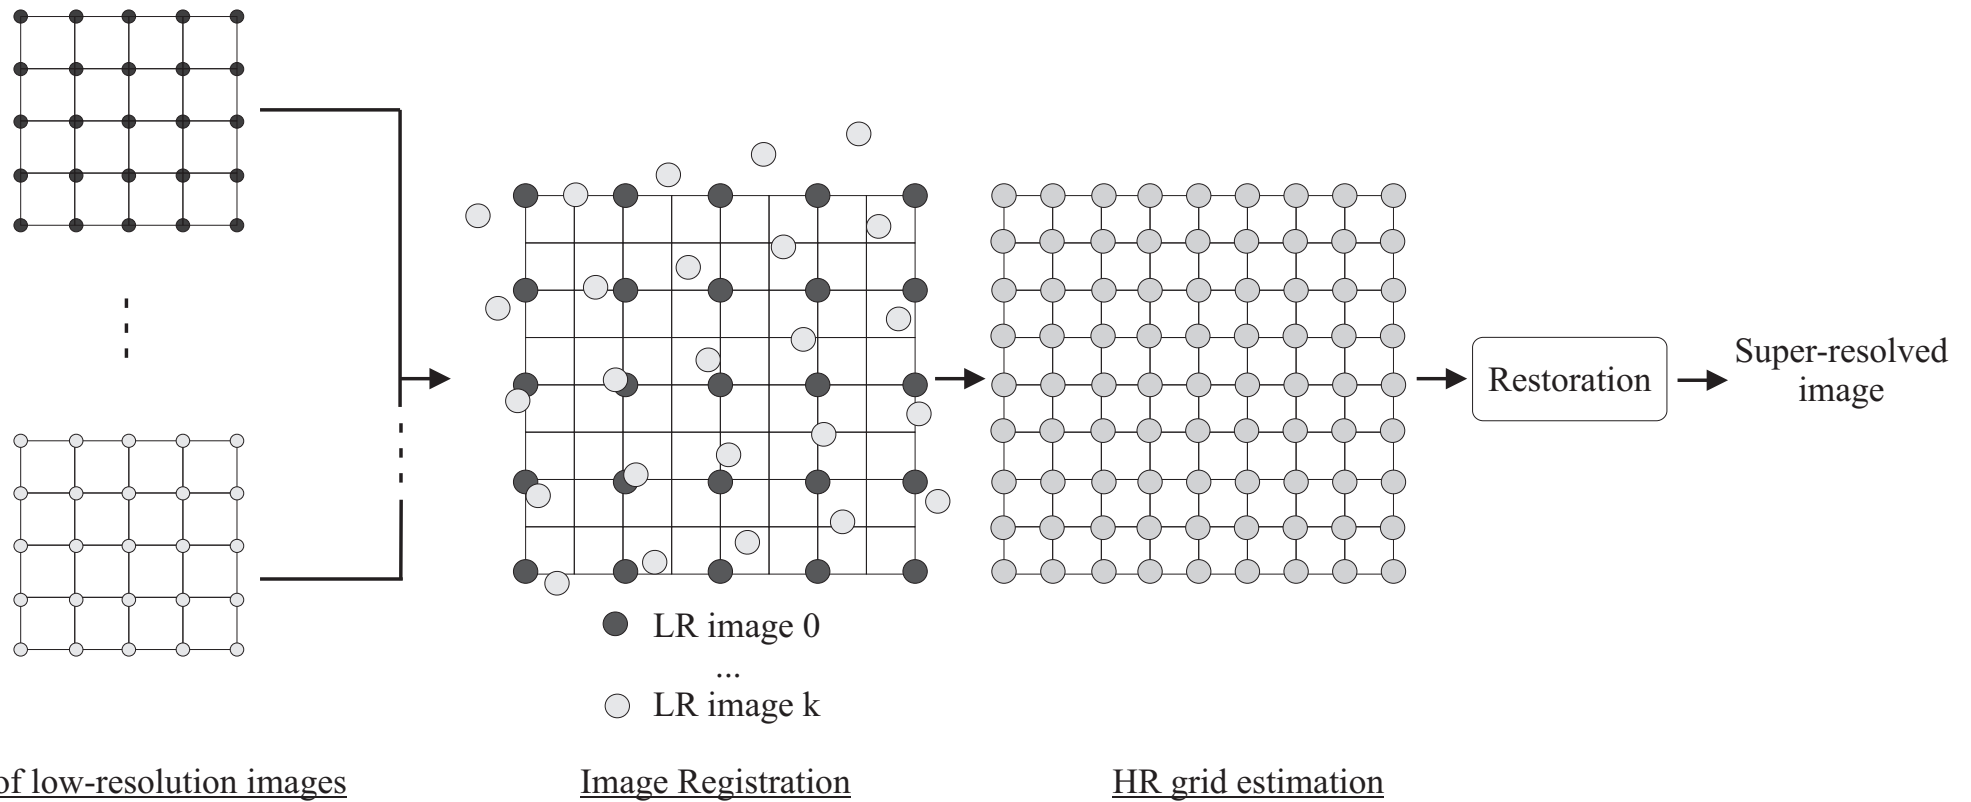 Super-resolved
image
Restoration
LR image 0
...
LR image k
of low-resolution images
Image Registration
HR grid estimation